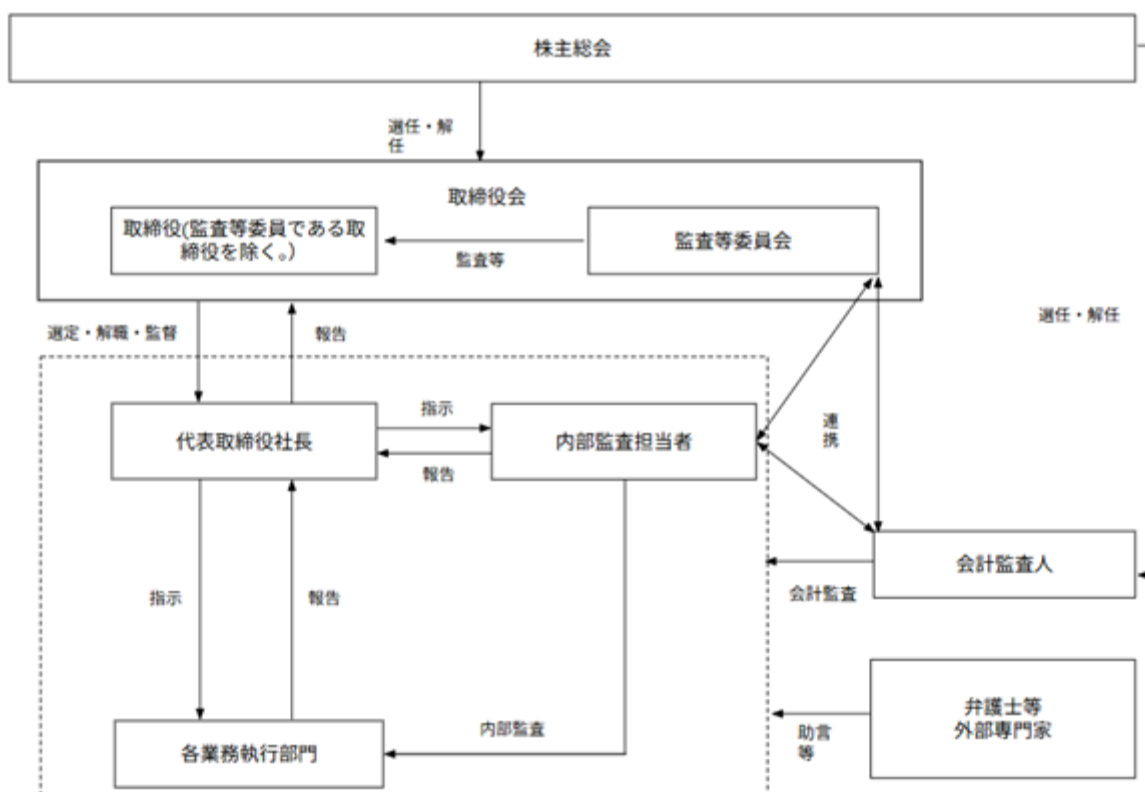 株主総会
選任・解
任
取締役会
取締役(監査等委員である取
締役を除く。)
監査等
監査等委員会
選定・解職・監督
報告
選任・解任
代表取締役社長
指示
報告
内部監査担当者
連
携
会計監査人
会計監査
指示
報告
弁護士等
外部専門家
助言
等
内部監査
各業務執行部門